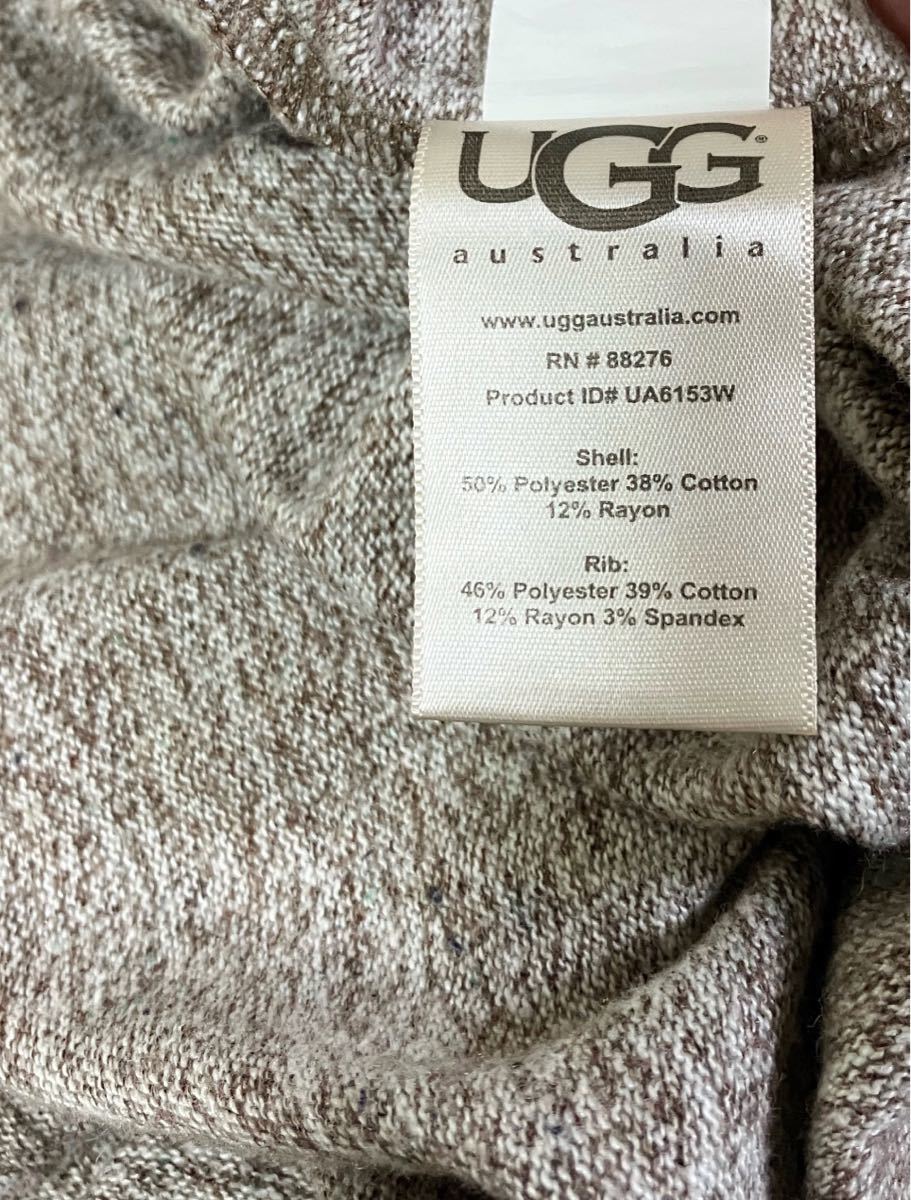 UGG®
australia
www.uggaustralia.com
RN # 88276
Product ID# UA6153W
Shell:
50% Polyester 38% Cotton
12% Rayon
Rib:
46% Polyester 39% Cotton
12% Rayon 3% Spandex